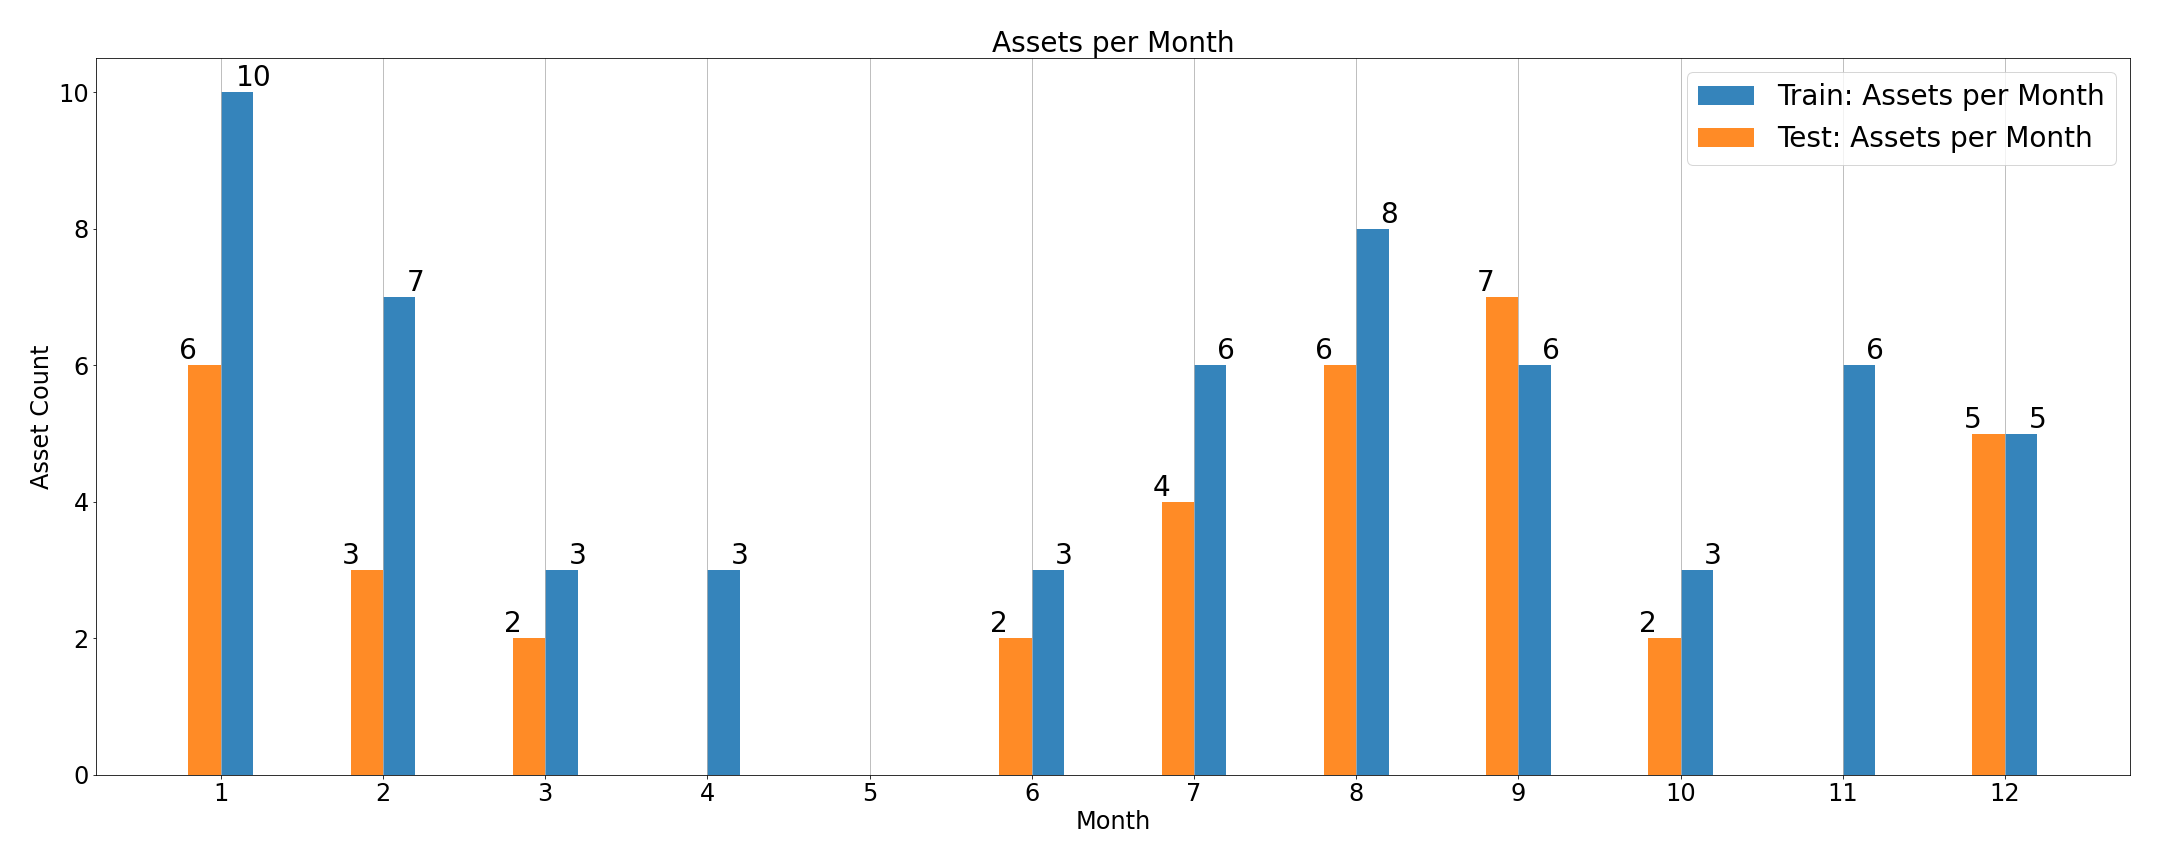 Assets per Month
Train: Assets per Month
Test: Assets per Month
Asset Count
10
8
6
4
2
0
6 10
3 7
2 3
3
2 3
4 6
6 8
7 6
2 3
6
5 5
1 2 3 4 5 6 7 8 9 10 11 12
Month